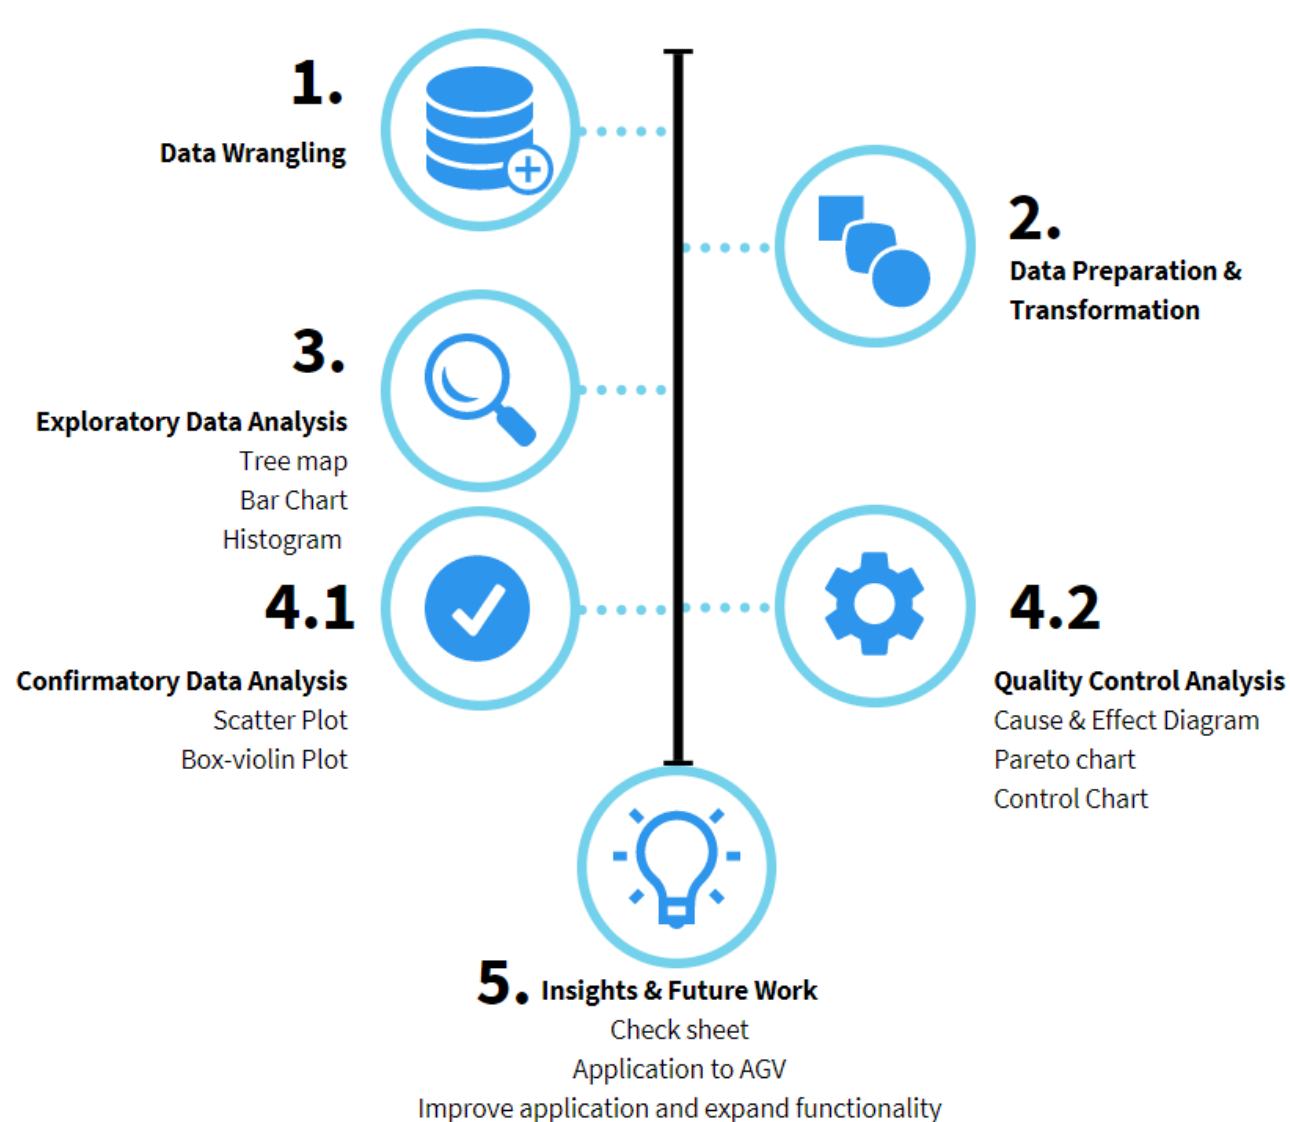 1.
Data Wrangling
2.
Data Preparation &
Transformation
3.
Exploratory Data Analysis
Tree map
Bar Chart
Histogram
4.1
Confirmatory Data Analysis
Scatter Plot
Box-violin Plot
4.2
Quality Control Analysis
Cause & Effect Diagram
Pareto chart
Control Chart
5. Insights & Future Work
Check sheet
Application to AGV
Improve application and expand functionality